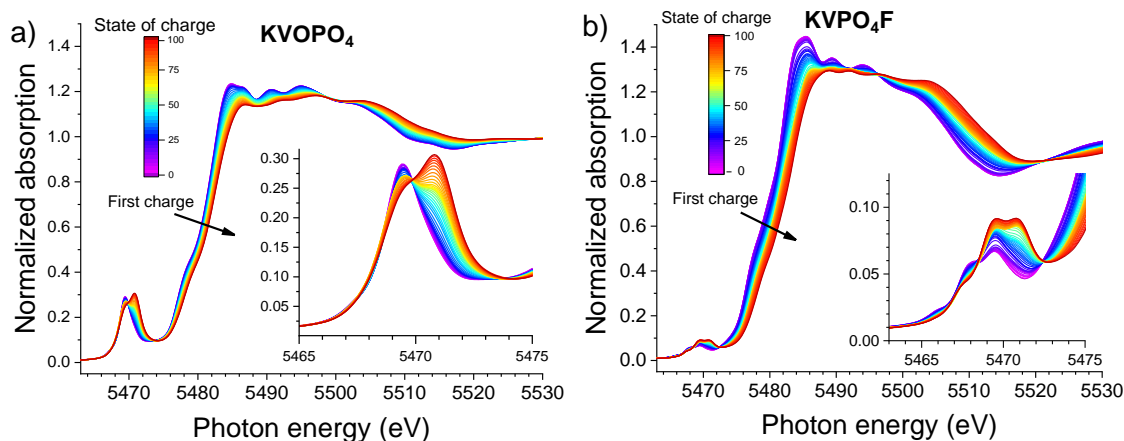 a)
State of charge
KVOPO₄
100
75
50
25
0
First charge
Normalized absorption
1.4
1.2
1.0
0.8
0.6
0.4
0.2
0.0
0.30
0.25
0.20
0.15
0.10
0.05
5465 5470 5475
5470 5480 5490 5500 5510 5520 5530
Photon energy (eV)
b)
State of charge
KVPO₄F
100
75
50
25
0
First charge
Normalized absorption
1.4
1.2
1.0
0.8
0.6
0.4
0.2
0.0
0.10
0.05
0.00
5465 5470 5475
5470 5480 5490 5500 5510 5520 5530
Photon energy (eV)